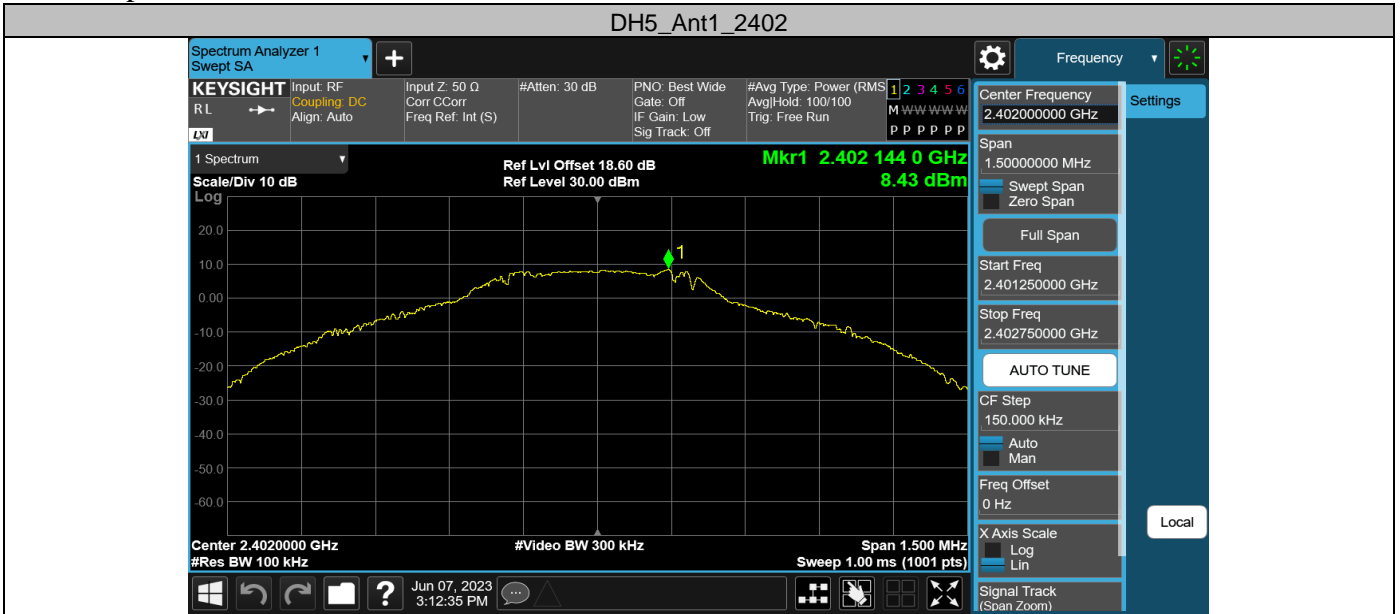 DH5_Ant1_2402
Spectrum Analyzer 1
Swept SA
Frequency
KEYSIGHT
RL
LXI
Input: RF
Coupling: DC
Align: Auto
Input Z: 50 Ω
Corr CCorr
Freq Ref: Int (S)
#Atten: 30 dB
PNO: Best Wide
Gate: Off
IF Gain: Low
Sig Track: Off
#Avg Type: Power (RMS
Avg|Hold: 100/100
Trig: Free Run
1 2 3 4 5 6
M W W W W W
P P P P P P
1 Spectrum
Scale/Div 10 dB
Log
Ref Lvl Offset 18.60 dB
Ref Level 30.00 dBm
Mkr1 2.402 144 0 GHz
8.43 dBm
20.0
10.0
0.00
-10.0
-20.0
-30.0
-40.0
-50.0
-60.0
1
Center 2.4020000 GHz
#Video BW 300 kHz
Span 1.500 MHz
#Res BW 100 kHz
Sweep 1.00 ms (1001 pts)
Jun 07, 2023
3:12:35 PM
Center Frequency
2.402000000 GHz
Span
1.50000000 MHz
Swept Span
Zero Span
Full Span
Start Freq
2.401250000 GHz
Stop Freq
2.402750000 GHz
AUTO TUNE
CF Step
150.000 kHz
Auto
Man
Freq Offset
0 Hz
X Axis Scale
Log
Lin
Signal Track
(Span Zoom)
Settings
Local